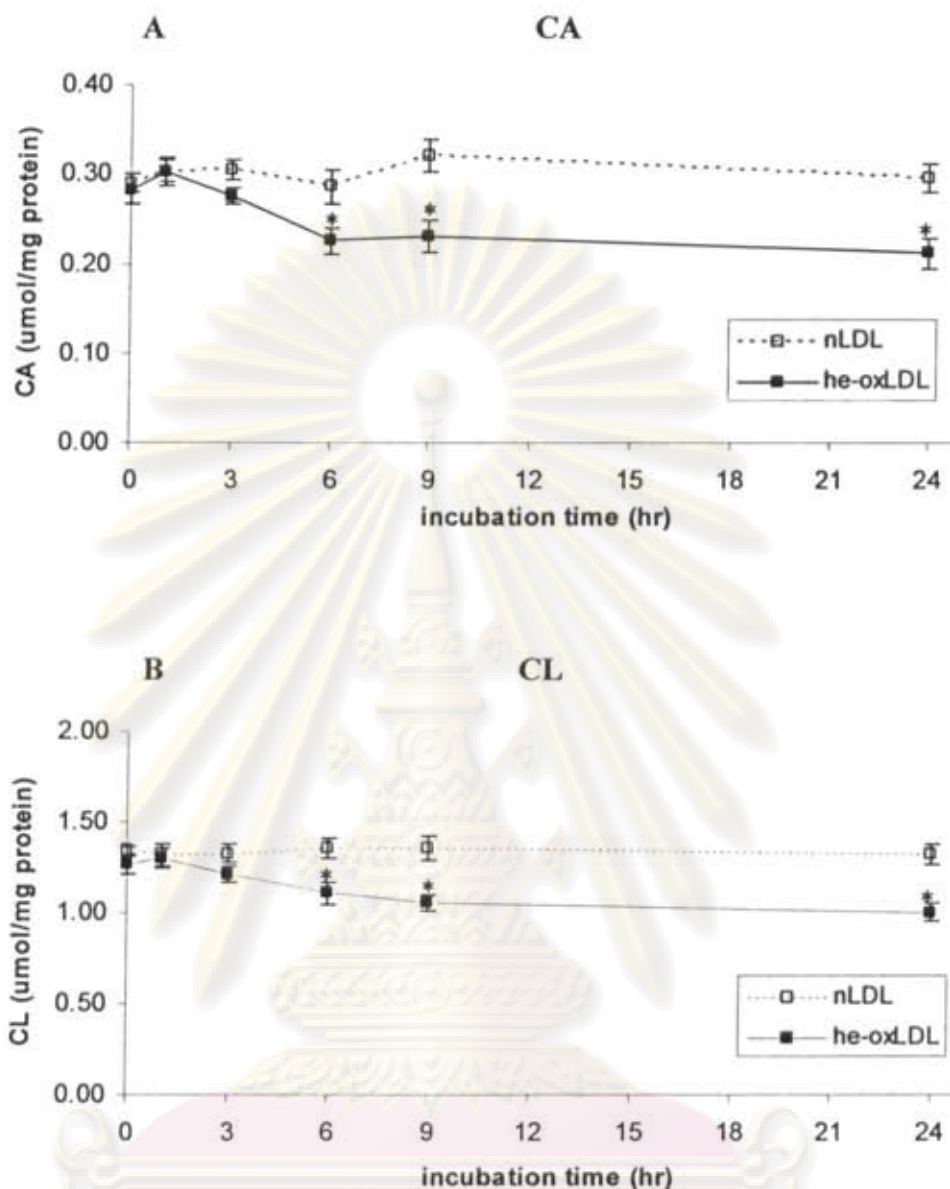 A CA
CA (umol/mg protein)
0.40
0.30
0.20
0.10
0.00
* * *
nLDL
he-oxLDL
0 3 6 9 12 15 18 21 24
incubation time (hr)
B CL
CL (umol/mg protein)
2.00
1.50
1.00
0.50
0.00
* * *
nLDL
he-oxLDL
0 3 6 9 12 15 18 21 24
incubation time (hr)